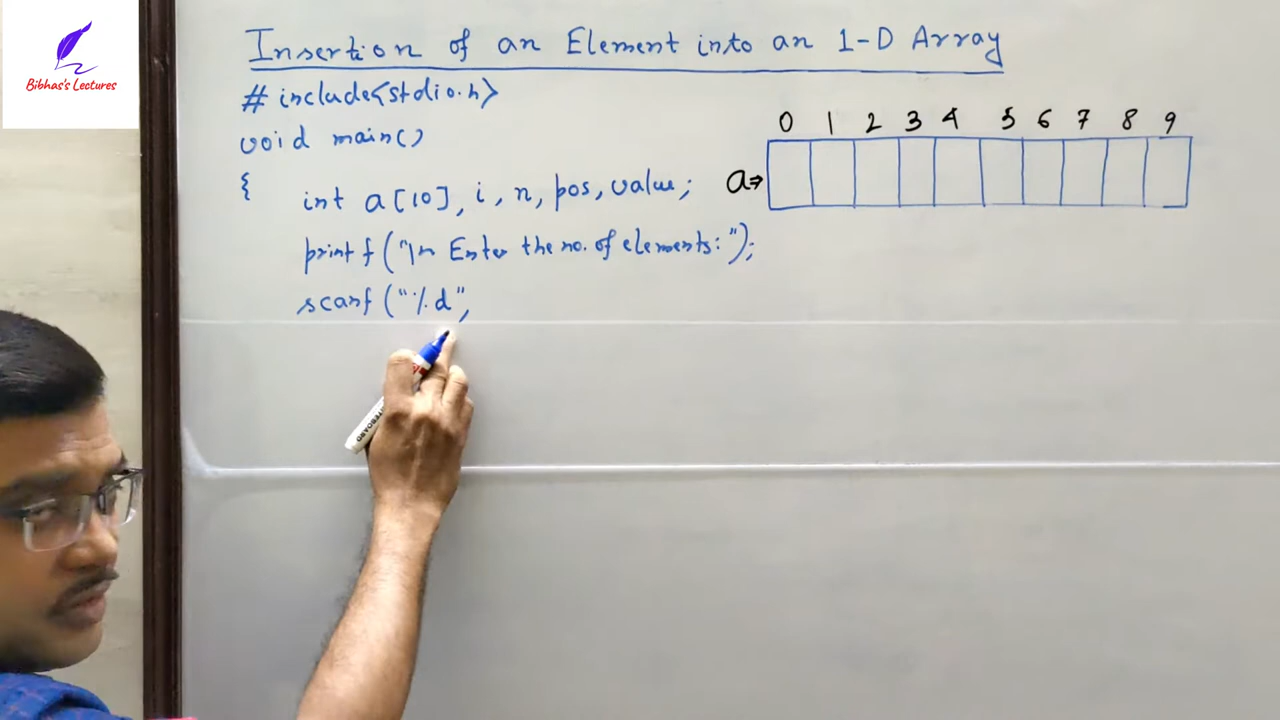 Bibhas's Lectures
Insertion of an Element into an 1-D Array
# include<stdio.h>
void main()
{
int a[10], i, n, pos, value;
printf("\n Enter the no. of elements:");
scanf("%d",
0 1 2 3 4 5 6 7 8 9
a⇒